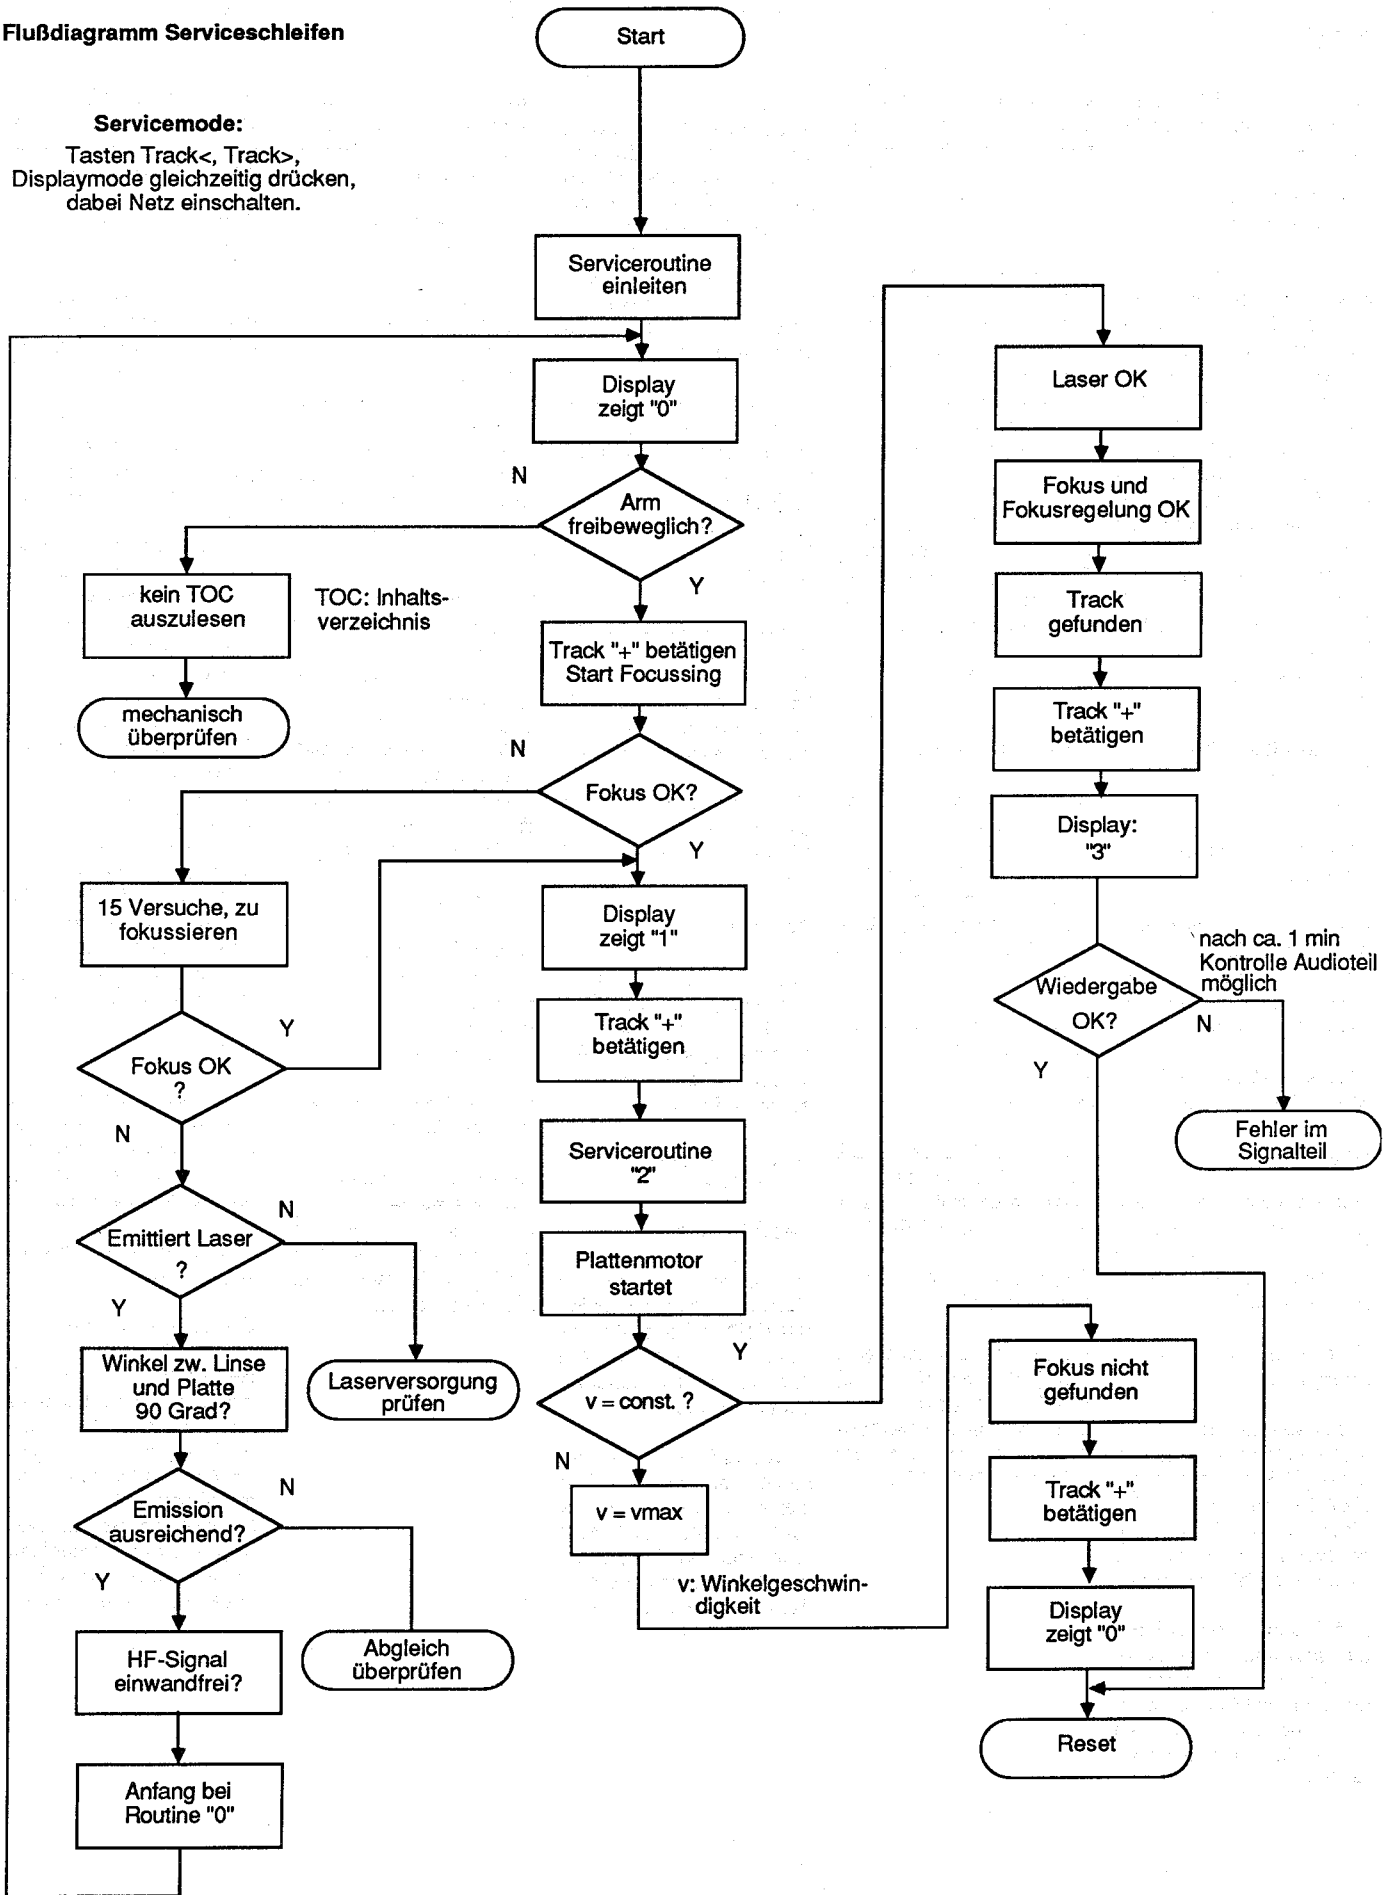 Flußdiagramm Serviceschleifen
Start
Servicemode:
Tasten Track<, Track>,
Displaymode gleichzeitig drücken,
dabei Netz einschalten.
Serviceroutine
einleiten
Display
zeigt "0"
N
Arm
freibeweglich?
Y
kein TOC
auszulesen
TOC: Inhalts-
verzeichnis
mechanisch
überprüfen
Track "+" betätigen
Start Focussing
N
Fokus OK?
Y
15 Versuche, zu
fokussieren
Fokus OK
?
Y
N
Emittiert Laser
?
N
Y
Laserversorgung
prüfen
Winkel zw. Linse
und Platte
90 Grad?
Emission
ausreichend?
N
Y
Abgleich
überprüfen
HF-Signal
einwandfrei?
Anfang bei
Routine "0"
Display
zeigt "1"
Track "+"
betätigen
Serviceroutine
"2"
Plattenmotor
startet
v = const. ?
Y
N
v = vmax
v: Winkelgeschwin-
digkeit
Laser OK
Fokus und
Fokusregelung OK
Track
gefunden
Track "+"
betätigen
Display:
"3"
Wiedergabe
OK?
nach ca. 1 min
Kontrolle Audioteil
möglich
N
Y
Fehler im
Signalteil
Fokus nicht
gefunden
Track "+"
betätigen
Display
zeigt "0"
Reset